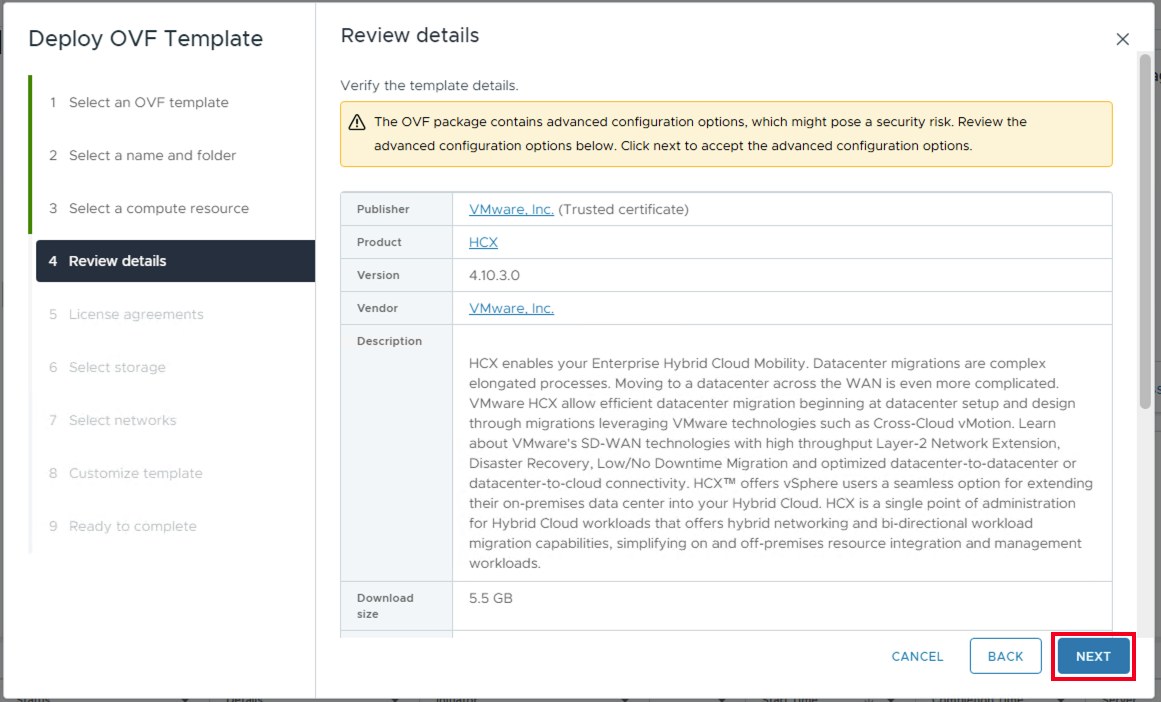 Deploy OVF Template
1 Select an OVF template
2 Select a name and folder
3 Select a compute resource
4 Review details
5 License agreements
6 Select storage
7 Select networks
8 Customize template
9 Ready to complete
Review details
Verify the template details.
The OVF package contains advanced configuration options, which might pose a security risk. Review the
advanced configuration options below. Click next to accept the advanced configuration options.
Publisher VMware, Inc. (Trusted certificate)
Product HCX
Version 4.10.3.0
Vendor VMware, Inc.
Description
HCX enables your Enterprise Hybrid Cloud Mobility. Datacenter migrations are complex
elongated processes. Moving to a datacenter across the WAN is even more complicated.
VMware HCX allow efficient datacenter migration beginning at datacenter setup and design
through migrations leveraging VMware technologies such as Cross-Cloud vMotion. Learn
about VMware's SD-WAN technologies with high throughput Layer-2 Network Extension,
Disaster Recovery, Low/No Downtime Migration and optimized datacenter-to-datacenter or
datacenter-to-cloud connectivity. HCX™ offers vSphere users a seamless option for extending
their on-premises data center into your Hybrid Cloud. HCX is a single point of administration
for Hybrid Cloud workloads that offers hybrid networking and bi-directional workload
migration capabilities, simplifying on and off-premises resource integration and management
workloads.
Download 5.5 GB
size
CANCEL BACK NEXT